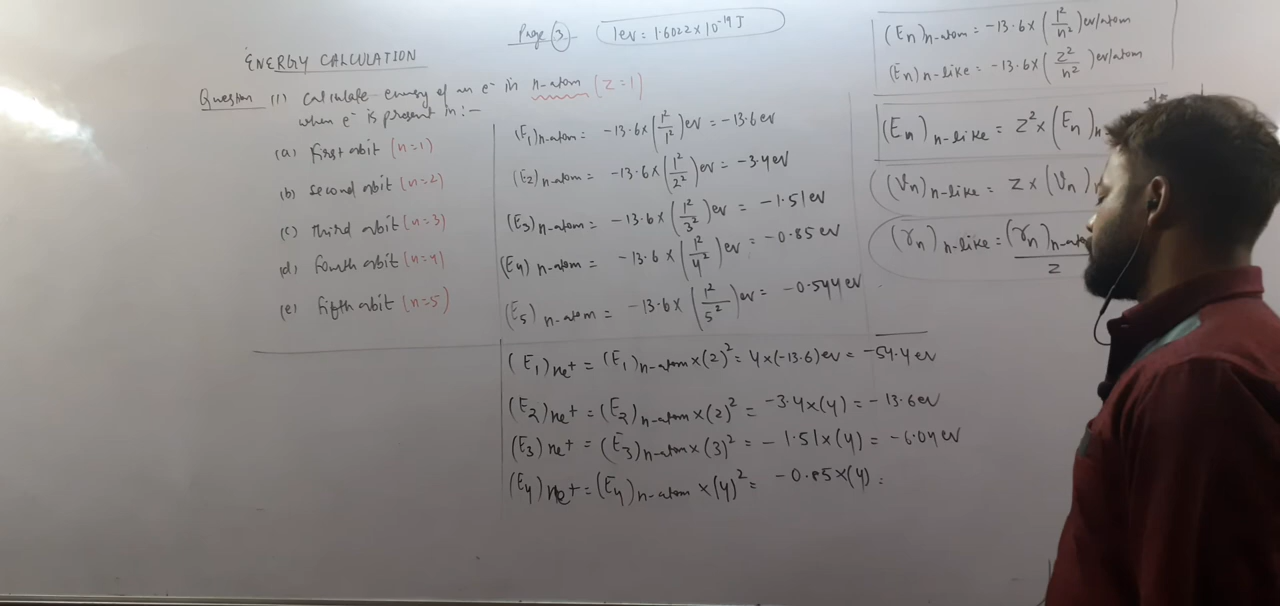 Page 3
1ev = 1.6022 × 10⁻¹⁹ J
ENERGY CALCULATION
Question (1) Calculate energy of an e⁻ in H-atom (Z=1)
when e⁻ is present in :-
(a) First orbit (n=1)
(b) Second orbit (n=2)
(c) Third orbit (n=3)
(d) Fourth orbit (n=4)
(e) Fifth orbit (n=5)
(E₁)H-atom = -13.6 × (1²/1²) ev = -13.6 ev
(E₂)H-atom = -13.6 × (1²/2²) ev = -3.4 ev
(E₃)H-atom = -13.6 × (1²/3²) ev = -1.51 ev
(E₄)H-atom = -13.6 × (1²/4²) ev = -0.85 ev
(E₅)H-atom = -13.6 × (1²/5²) ev = -0.544 ev
(E₁)He+ = (E₁)H-atom × (2)² = 4 × (-13.6) ev = -54.4 ev
(E₂)He+ = (E₂)H-atom × (2)² = -3.4 × (4) = -13.6 ev
(E₃)He+ = (E₃)H-atom × (3)² = -1.51 × (4) = -6.04 ev
(E₄)He+ = (E₄)H-atom × (4)² = -0.85 × (4) =
(En)H-atom = -13.6 × (1²/n²) ev/atom
(En)H-like = -13.6 × (Z²/n²) ev/atom
(En)H-like = Z² × (En)H
(Vn)H-like = Z × (Vn)H
(rn)H-like = (rn)H-at/Z